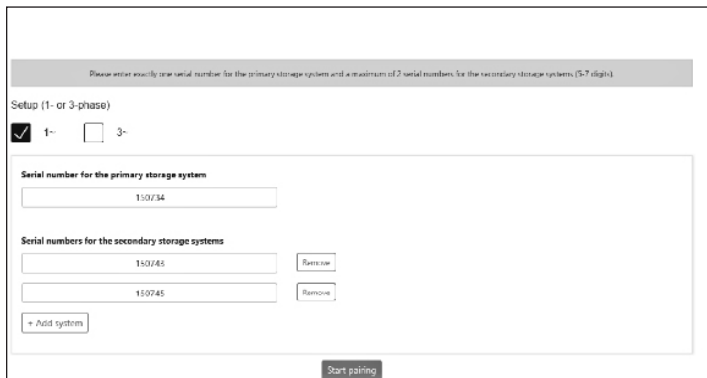 Please enter exactly one serial number for the primary storage system and a maximum of 2 serial numbers for the secondary storage systems (5-7 digits).
Setup (1- or 3-phase)
1~ 3~
Serial number for the primary storage system
150734
Serial numbers for the secondary storage systems
150743 Remove
150745 Remove
+ Add system
Start pairing